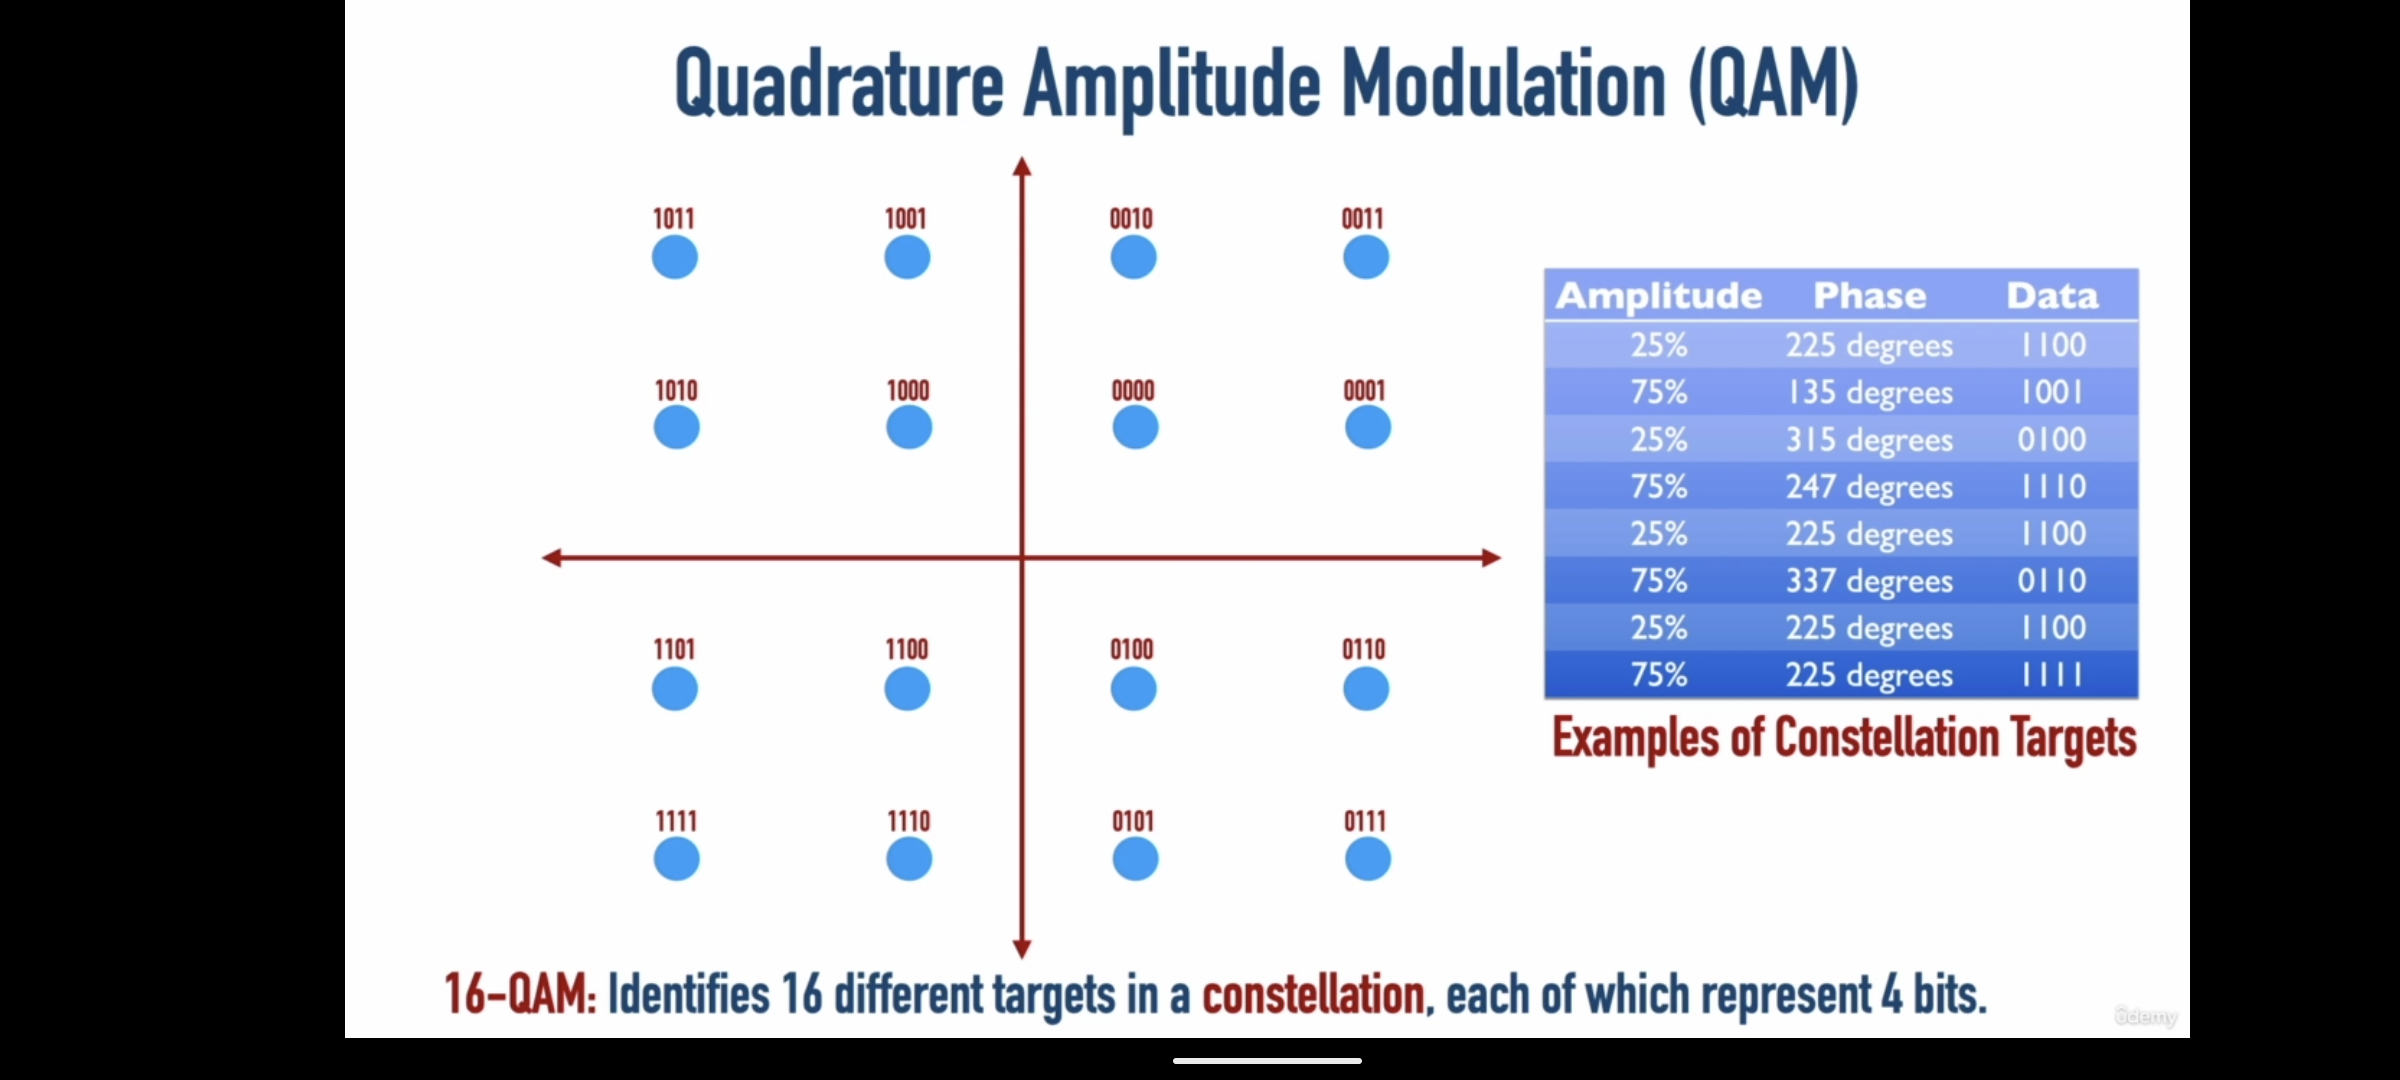 Quadrature Amplitude Modulation (QAM)
1011 1001 0010 0011
1010 1000 0000 0001
1101 1100 0100 0110
1111 1110 0101 0111
Amplitude Phase Data
25% 225 degrees 1100
75% 135 degrees 1001
25% 315 degrees 0100
75% 247 degrees 1110
25% 225 degrees 1100
75% 337 degrees 0110
25% 225 degrees 1100
75% 225 degrees 1111
Examples of Constellation Targets
16-QAM: Identifies 16 different targets in a constellation, each of which represent 4 bits.
ûdemy